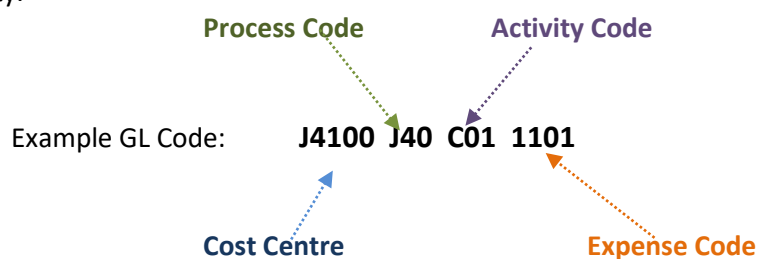 Process Code Activity Code
Example GL Code: J4100 J40 C01 1101
Cost Centre Expense Code